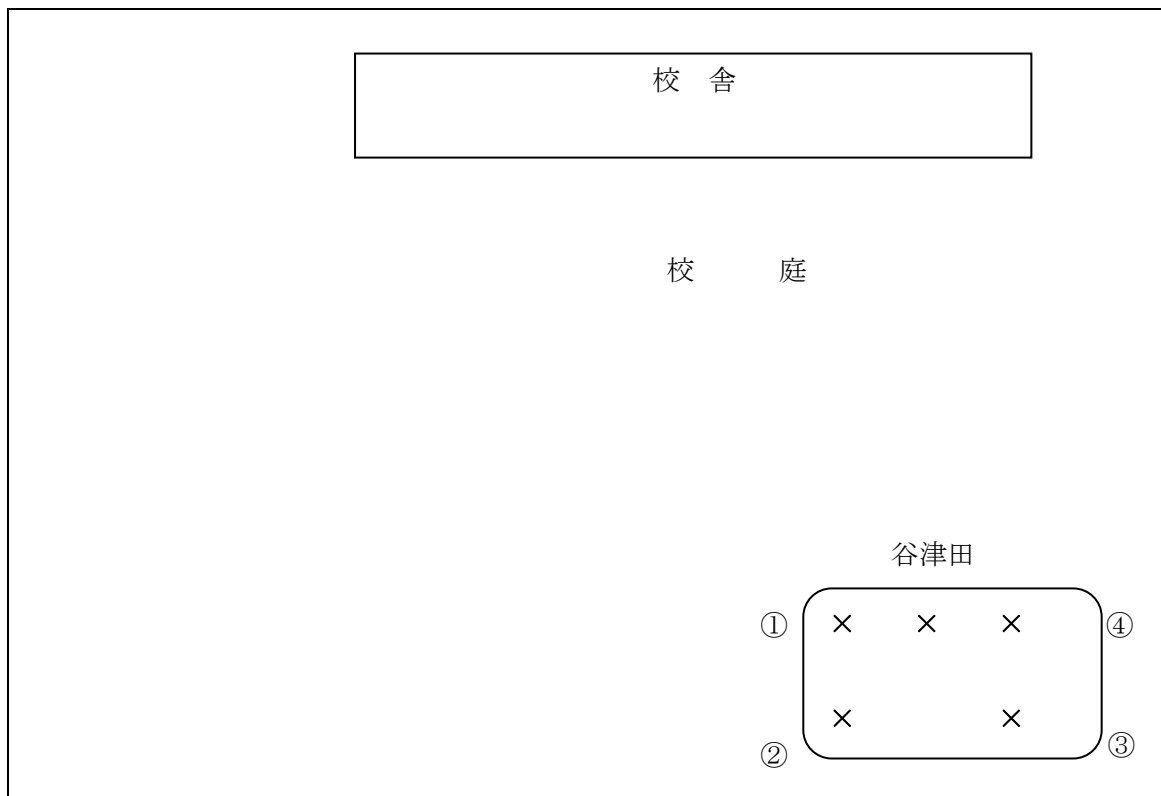 校 舎
校 庭
谷津田
① × × × ④
× ×
② ③